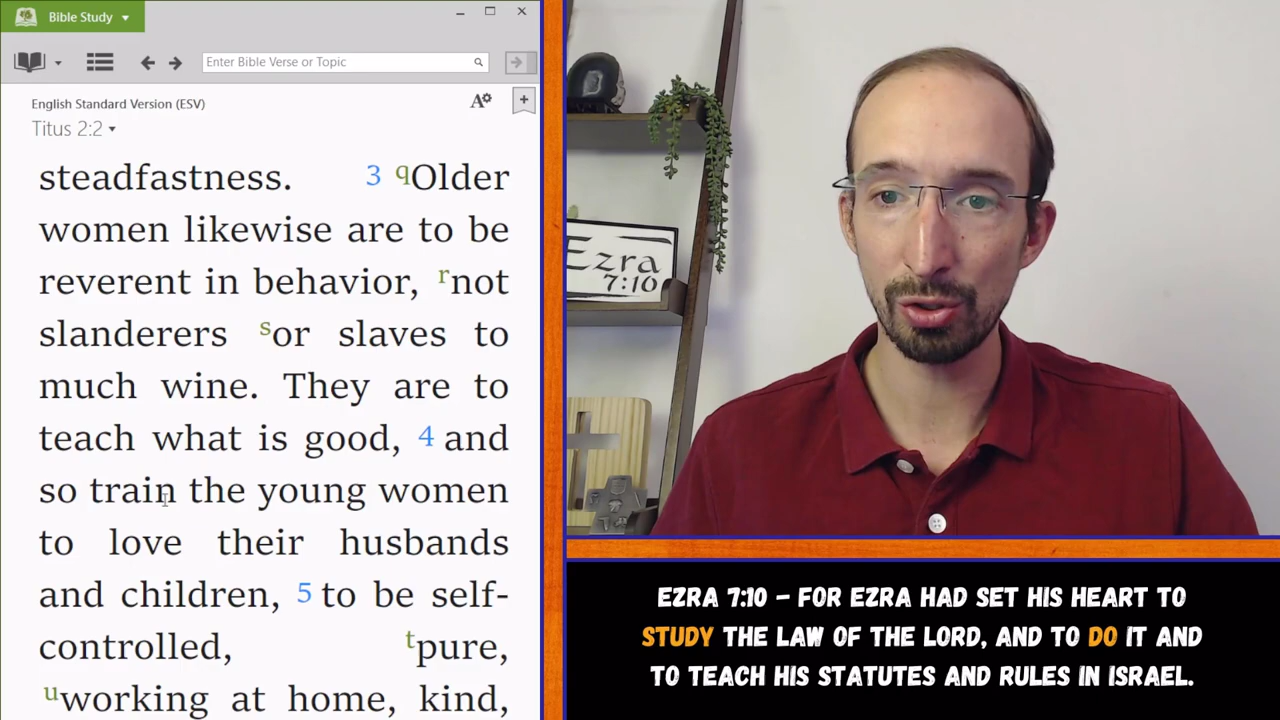 Bible Study
Enter Bible Verse or Topic
English Standard Version (ESV)
Titus 2:2
steadfastness. 3 qOlder
women likewise are to be
reverent in behavior, rnot
slanderers sor slaves to
much wine. They are to
teach what is good, 4 and
so train the young women
to love their husbands
and children, 5 to be self-
controlled, tpure,
uworking at home, kind,
Ezra
7:10
EZRA 7:10 – FOR EZRA HAD SET HIS HEART TO
STUDY THE LAW OF THE LORD, AND TO DO IT AND
TO TEACH HIS STATUTES AND RULES IN ISRAEL.